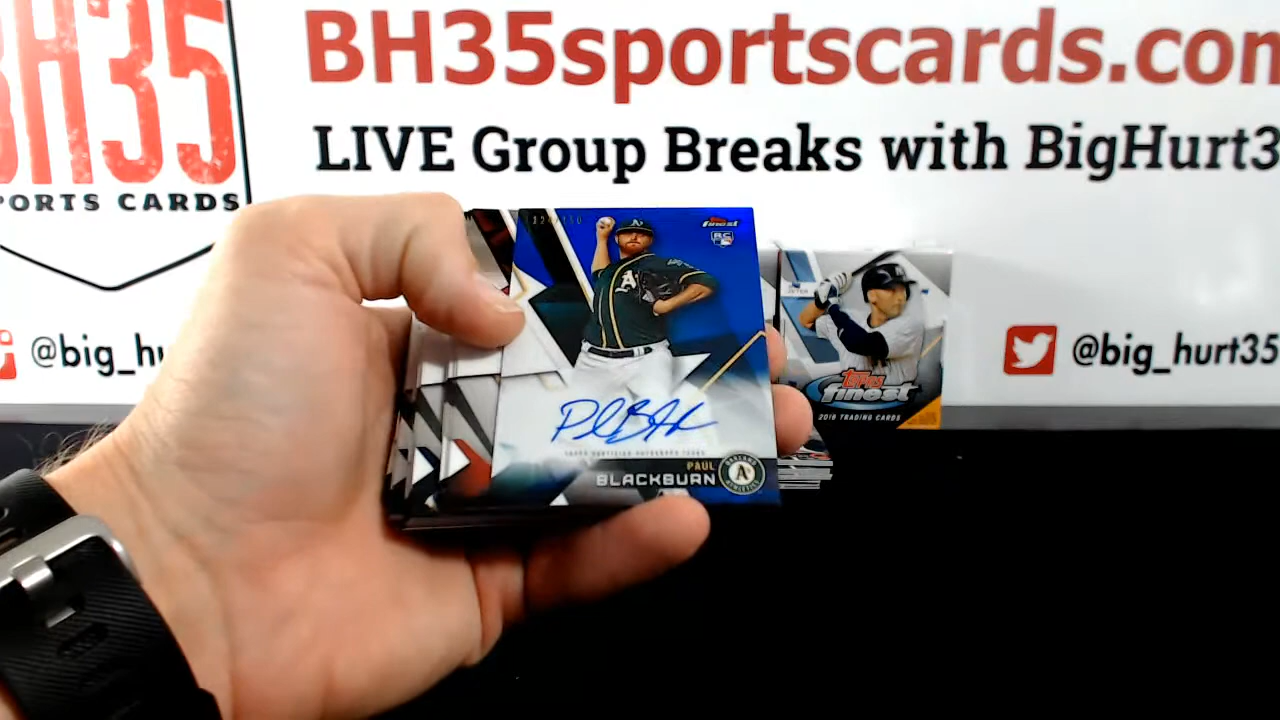 BH35
PORTS CARDS
BH35sportscards.con
LIVE Group Breaks with BigHurt3
@big_hu
@big_hurt35
Topps
finest
RC
PAUL
BLACKBURN
A's
A
Topps
finest
2018 TRADING CARDS